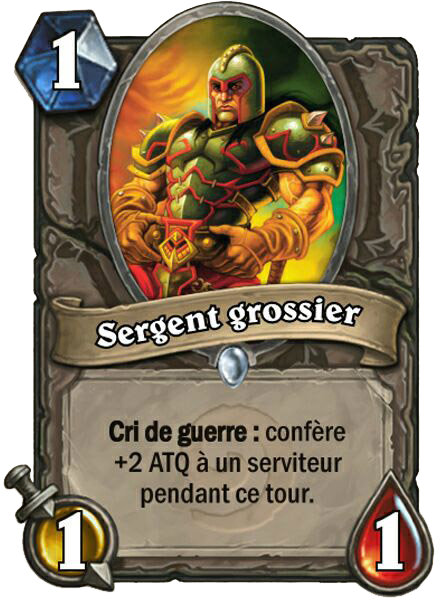 1
Sergent grossier
Cri de guerre : confère
+2 ATQ à un serviteur
pendant ce tour.
1
1